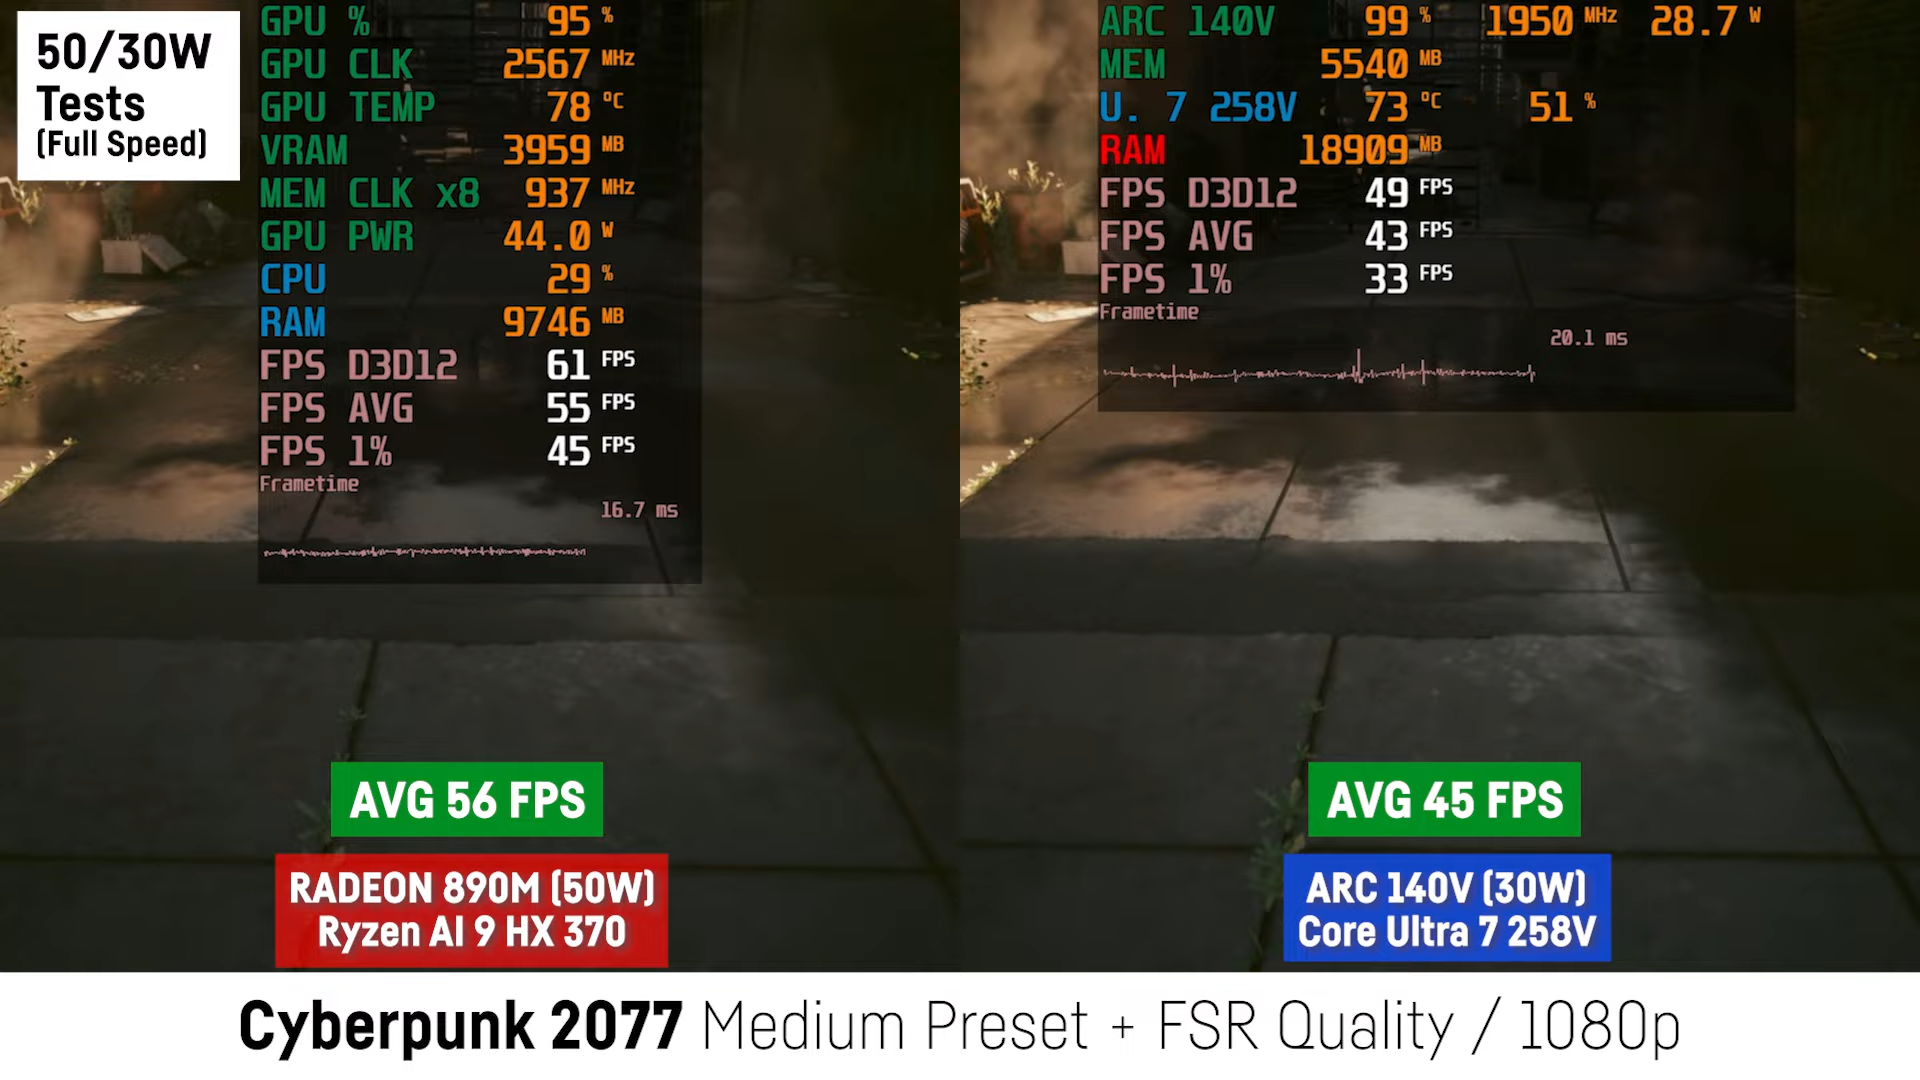 50/30W
Tests
(Full Speed)
GPU % 95 %
GPU CLK 2567 MHz
GPU TEMP 78 °C
VRAM 3959 MB
MEM CLK x8 937 MHz
GPU PWR 44.0 W
CPU 29 %
RAM 9746 MB
FPS D3D12 61 FPS
FPS AVG 55 FPS
FPS 1% 45 FPS
Frametime
16.7 ms
ARC 140V 99 % 1950 MHz 28.7 W
MEM 5540 MB
U. 7 258V 73 °C 51 %
RAM 18909 MB
FPS D3D12 49 FPS
FPS AVG 43 FPS
FPS 1% 33 FPS
Frametime
20.1 ms
AVG 56 FPS
RADEON 890M (50W)
Ryzen AI 9 HX 370
AVG 45 FPS
ARC 140V (30W)
Core Ultra 7 258V
Cyberpunk 2077 Medium Preset + FSR Quality / 1080p